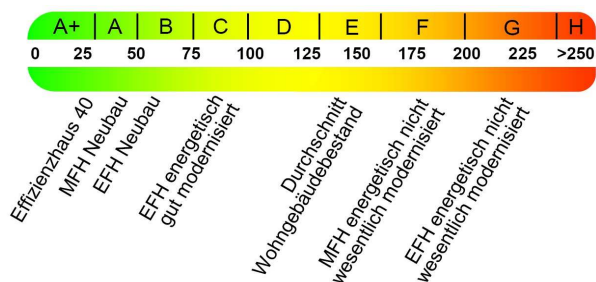 A+ A B C D E F G H
0 25 50 75 100 125 150 175 200 225 >250
Effizienzhaus 40
MFH Neubau
EFH Neubau
EFH energetisch
gut modernisiert
Durchschnitt
Wohngebäudebestand
MFH energetisch nicht
wesentlich modernisiert
EFH energetisch nicht
wesentlich modernisiert